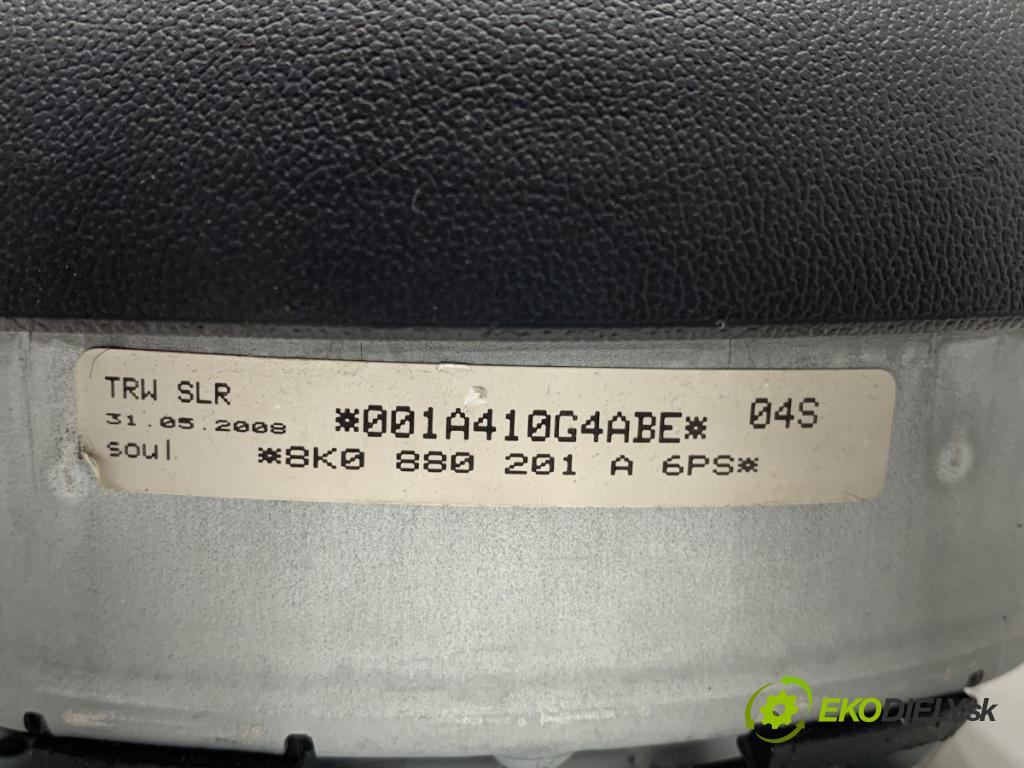 TRW SLR
31.05.2008 *001A410G4ABE* 04S
soul *8K0 880 201 A 6PS*
EKODIELY.sk